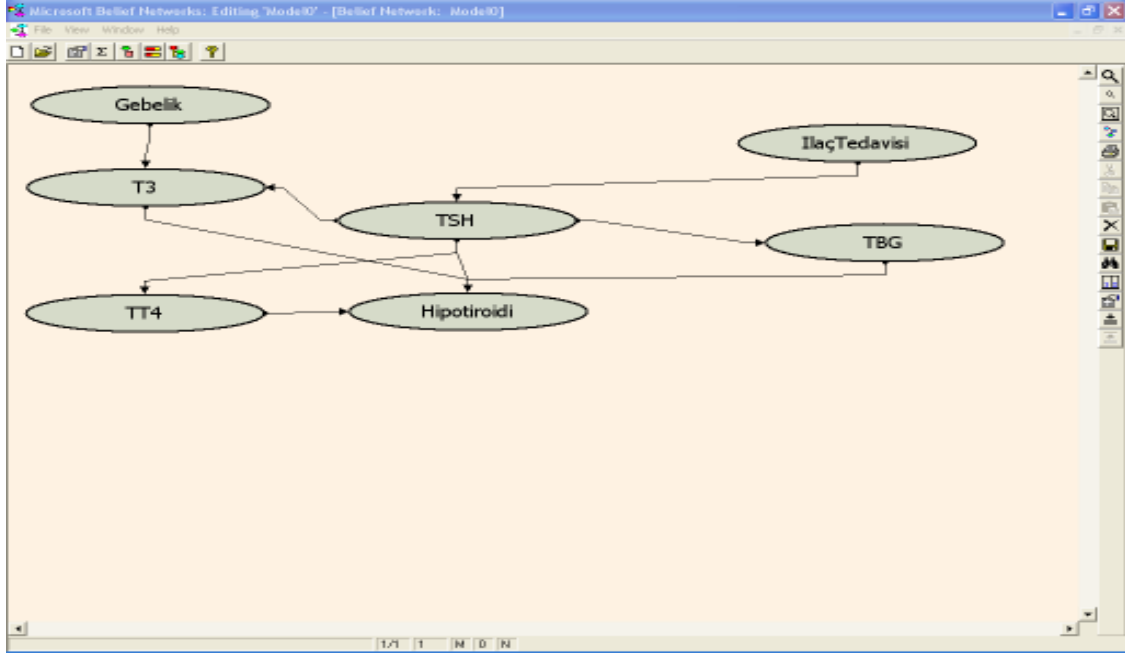 Microsoft Belief Networks: Editing 'Model0' - [Belief Network: Model0]
File View Window Help
Gebelik
IlaçTedavisi
T3
TSH
TBG
TT4
Hipotiroidi
1/1 1 M D N